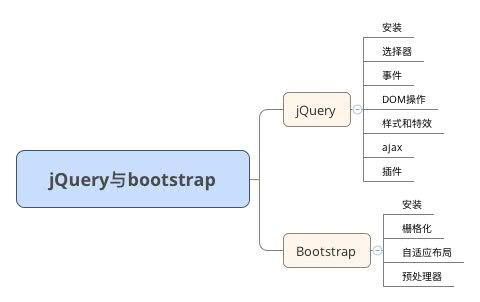 jQuery与bootstrap
jQuery
安装
选择器
事件
DOM操作
样式和特效
ajax
插件
Bootstrap
安装
栅格化
自适应布局
预处理器